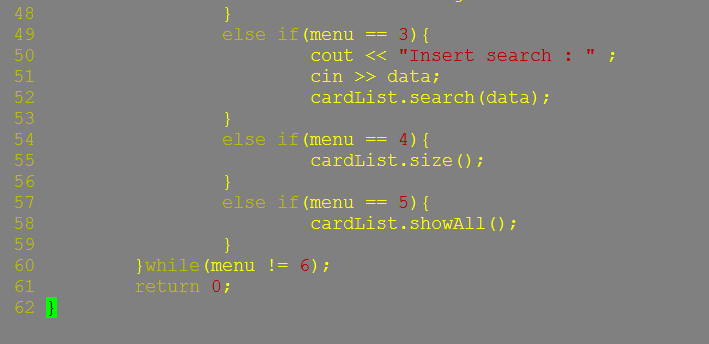 48 }
49 else if(menu == 3){
50 cout << "Insert search : " ;
51 cin >> data;
52 cardList.search(data);
53 }
54 else if(menu == 4){
55 cardList.size();
56 }
57 else if(menu == 5){
58 cardList.showAll();
59 }
60 }while(menu != 6);
61 return 0;
62 }